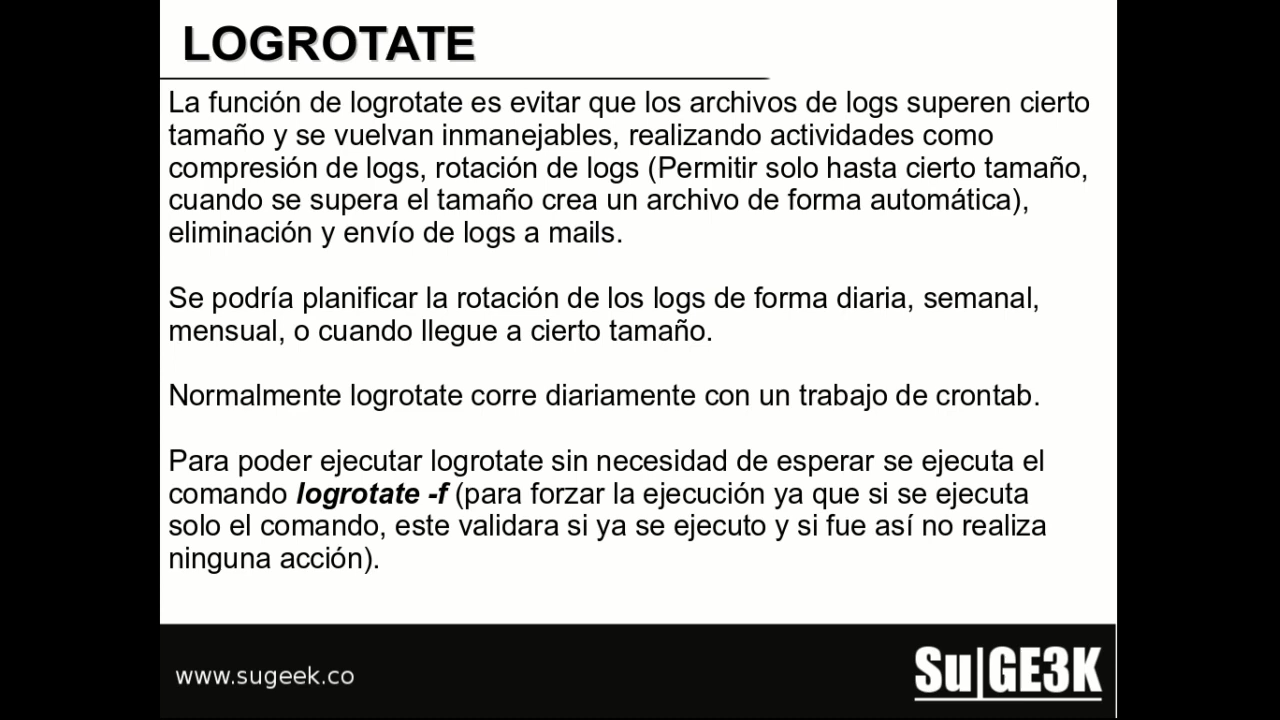 LOGROTATE
La función de logrotate es evitar que los archivos de logs superen cierto
tamaño y se vuelvan inmanejables, realizando actividades como
compresión de logs, rotación de logs (Permitir solo hasta cierto tamaño,
cuando se supera el tamaño crea un archivo de forma automática),
eliminación y envío de logs a mails.
Se podría planificar la rotación de los logs de forma diaria, semanal,
mensual, o cuando llegue a cierto tamaño.
Normalmente logrotate corre diariamente con un trabajo de crontab.
Para poder ejecutar logrotate sin necesidad de esperar se ejecuta el
comando logrotate -f (para forzar la ejecución ya que si se ejecuta
solo el comando, este validara si ya se ejecuto y si fue así no realiza
ninguna acción).
www.sugeek.co
Su|GE3K